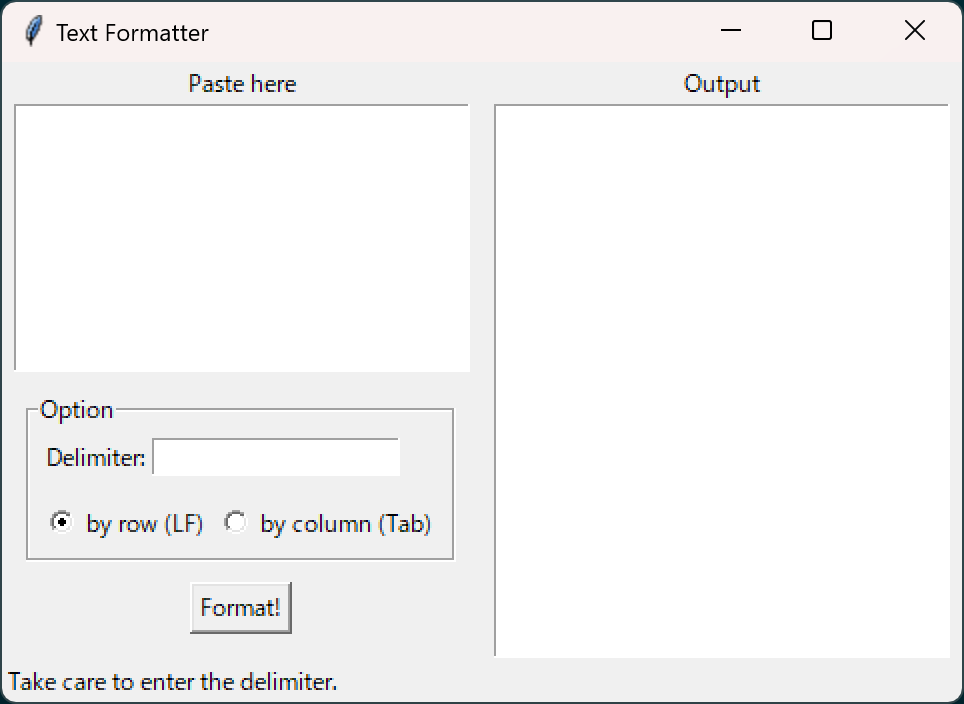 Text Formatter
Paste here
Output
Option
Delimiter:
by row (LF) by column (Tab)
Format!
Take care to enter the delimiter.